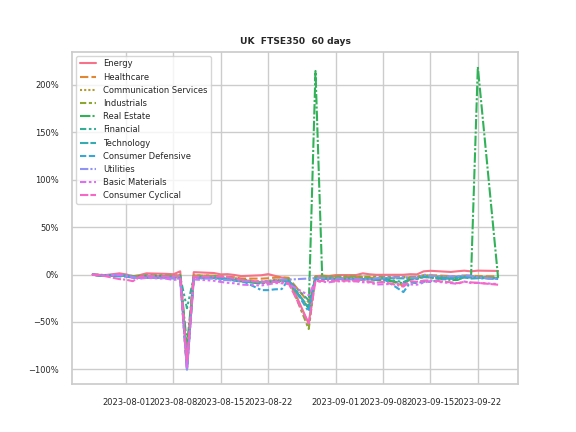 UK  FTSE350  60 days
Energy
Healthcare
Communication Services
Industrials
Real Estate
Financial
Technology
Consumer Defensive
Utilities
Basic Materials
Consumer Cyclical
200%
150%
100%
50%
0%
−50%
−100%
2023-08-01 2023-08-08 2023-08-15 2023-08-22 2023-09-01 2023-09-08 2023-09-15 2023-09-22